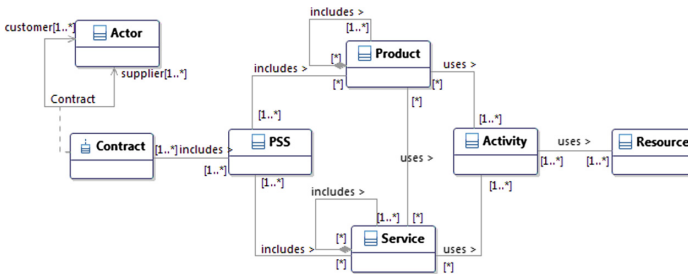 includes >
customer[1..*]
[1..*]
Actor
Product
[*]
uses >
includes >
[*]
[*]
supplier[1..*]
[*]
Contract
[1..*]
[1..*]
Contract
[1..*]
includes >
PSS
Activity
uses >
Resource
[1..*]
uses >
[1..*]
[1..*]
[1..*]
[1..*]
includes >
[1..*]
[*]
[*]
Service
includes >
uses >
[*]
[*]